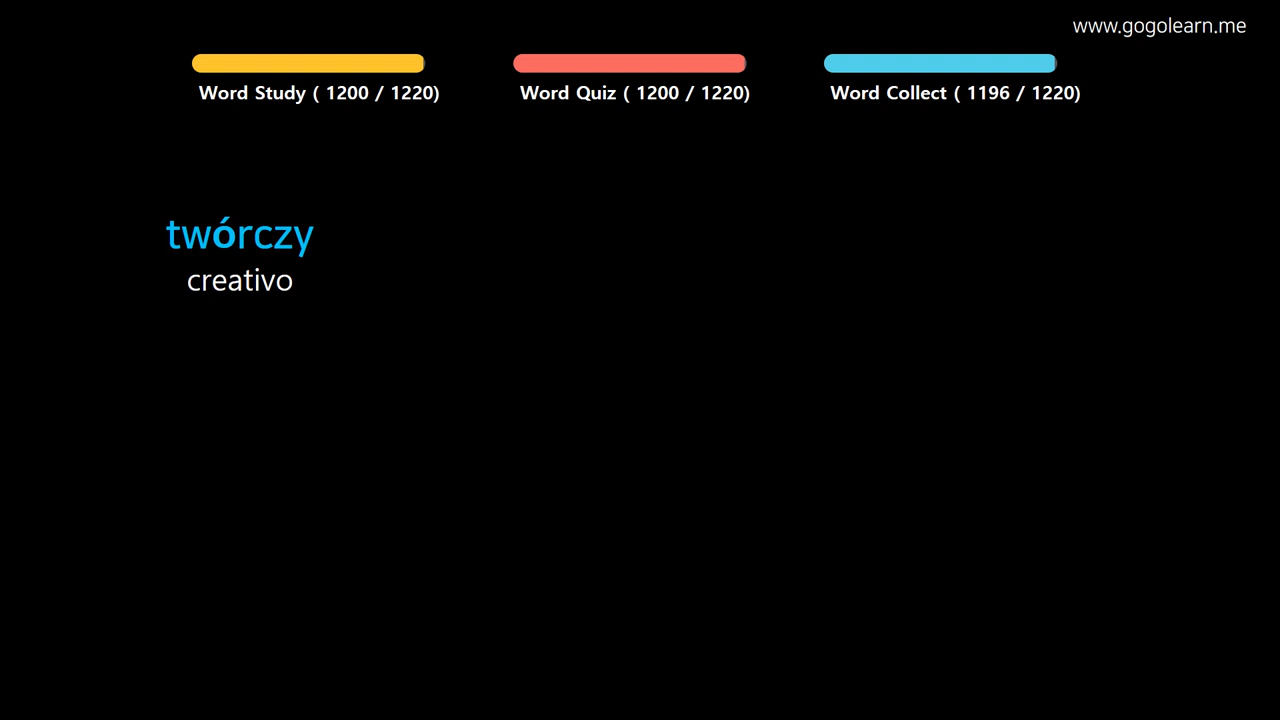 www.gogolearn.me
Word Study ( 1200 / 1220)
Word Quiz ( 1200 / 1220)
Word Collect ( 1196 / 1220)
twórczy
creativo